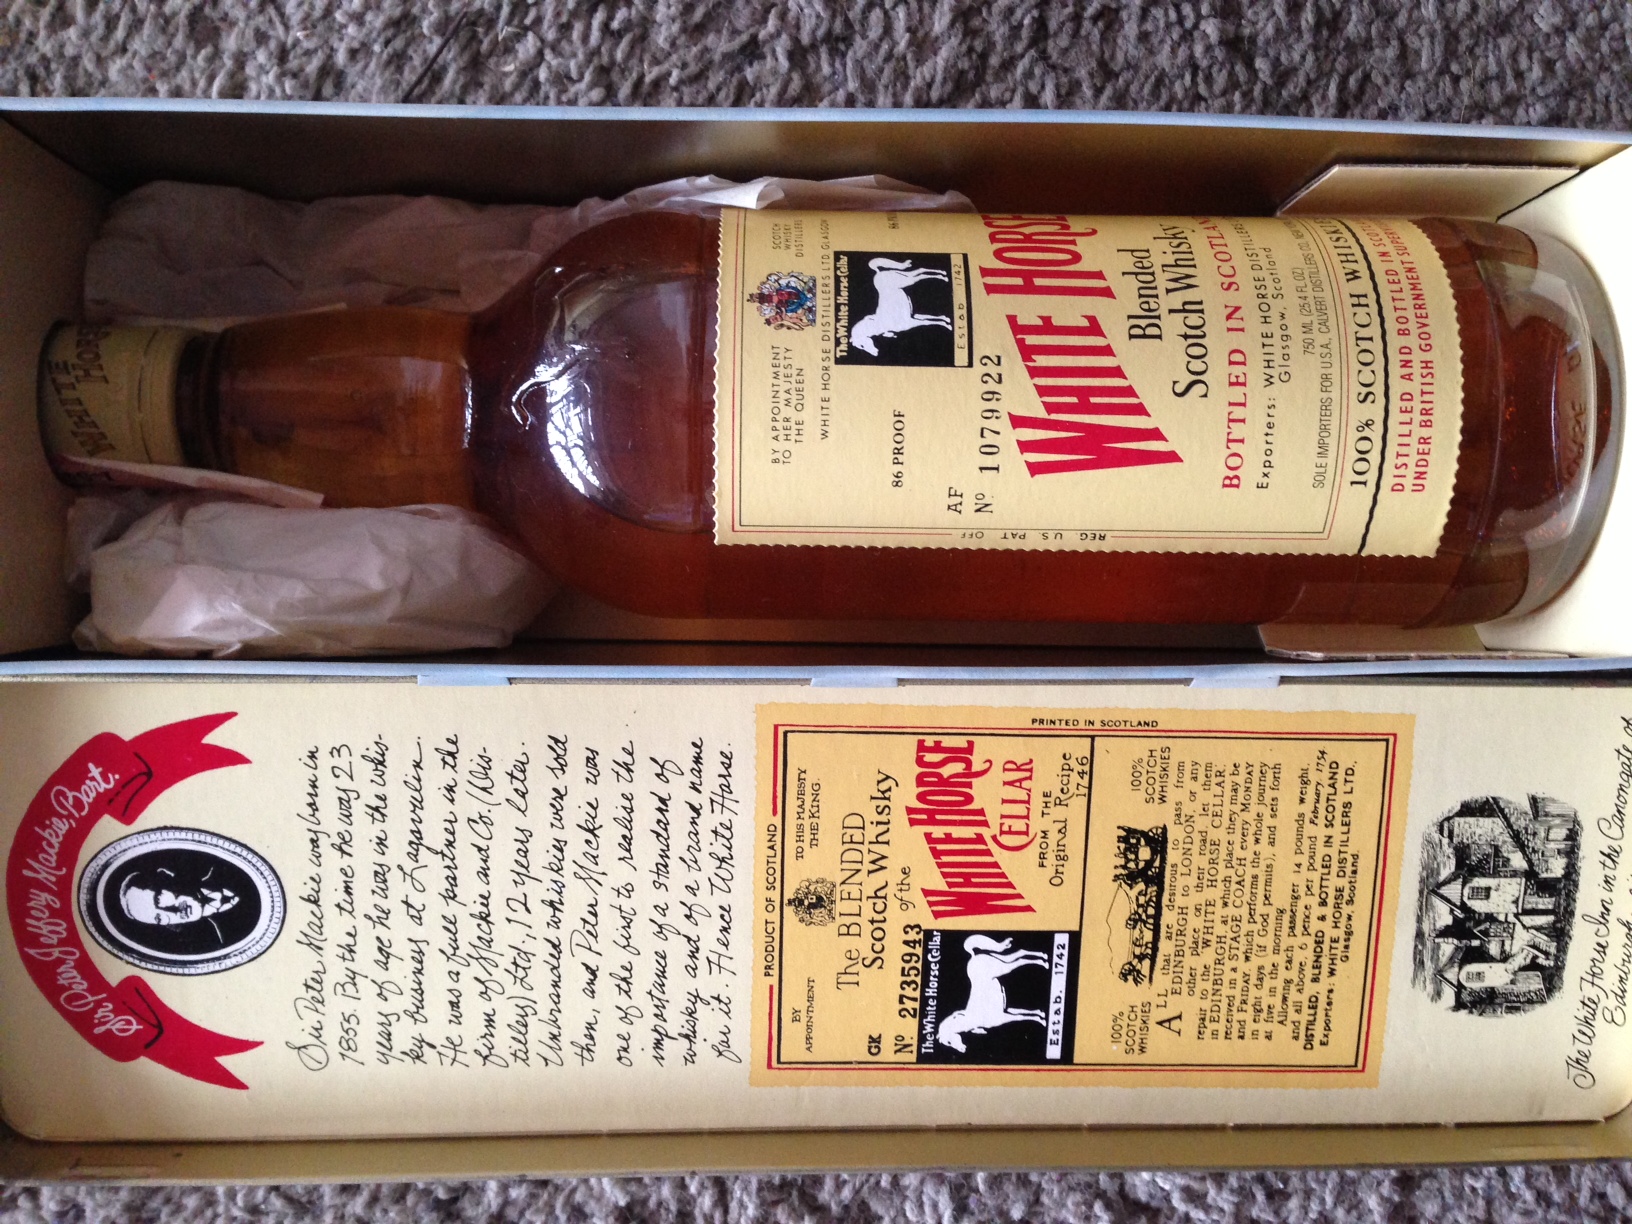 WHITE
HORSE
BY APPOINTMENT
TO HER MAJESTY
THE QUEEN
SCOTCH
WHISKY
DISTILLERS
WHITE HORSE DISTILLERS LTD GLASGOW
The White Horse Cellar
Estab. 1742
86 PROOF
AF
Nº 1079922
WHITE HORSE
Blended
Scotch Whisky
BOTTLED IN SCOTLAND
Exporters: WHITE HORSE DISTILLERS
Glasgow, Scotland
750 ML (25.4 FL OZ)
SOLE IMPORTERS FOR U.S.A. CALVERT DISTILLERS CO.
100% SCOTCH WHISKIES
DISTILLED AND BOTTLED IN SCOT
UNDER BRITISH GOVERNMENT SUPER
REG. U.S. PAT. OFF.
Sir Peter Jeffery Mackie, Bart.
Sir Peter Mackie was born in
1855. By the time he was 23
years of age he was in the whis-
ky business at Lagavulin.
He was a full partner in the
firm of Mackie and Co. (Dis-
tillers) Ltd., 12 years later.
Unbranded whiskies were sold
then, and Peter Mackie was
one of the first to realise the
importance of a standard of
whisky and of a brand name
for it. Hence White Horse.
PRINTED IN SCOTLAND
PRODUCT OF SCOTLAND
BY
APPOINTMENT
TO HIS MAJESTY
THE KING.
The BLENDED
Scotch Whisky
of the
GK
Nº 2735943
WHITE HORSE
CELLAR
The White Horse Cellar
Estab. 1742
FROM THE
Original Recipe
1746
100%
SCOTCH
WHISKIES
100%
SCOTCH
WHISKIES
ALL that are desirous to pass from
EDINBURGH to LONDON, or any
other place on their road, let them
repair to the WHITE HORSE CELLAR
in EDINBURGH, at which place they may be
received in a STAGE COACH every MONDAY
and FRIDAY, which performs the whole journey
in eight days (if God permits), and sets forth
at five in the morning
Allowing each passenger 14 pounds weight,
and all above, 6 pence per pound February 1754
DISTILLED, BLENDED & BOTTLED IN SCOTLAND
Exporters: WHITE HORSE DISTILLERS LTD.,
Glasgow, Scotland.
The White Horse Inn in the Canongate of